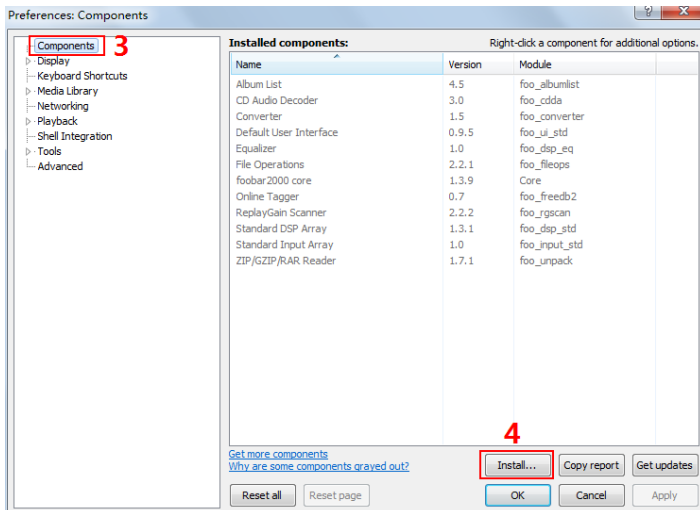 Preferences: Components
Components 3
Display
Keyboard Shortcuts
Media Library
Networking
Playback
Shell Integration
Tools
Advanced
Installed components: Right-click a component for additional options.
Name Version Module
Album List 4.5 foo_albumlist
CD Audio Decoder 3.0 foo_cdda
Converter 1.5 foo_converter
Default User Interface 0.9.5 foo_ui_std
Equalizer 1.0 foo_dsp_eq
File Operations 2.2.1 foo_fileops
foobar2000 core 1.3.9 Core
Online Tagger 0.7 foo_freedb2
ReplayGain Scanner 2.2.2 foo_rgscan
Standard DSP Array 1.3.1 foo_dsp_std
Standard Input Array 1.0 foo_input_std
ZIP/GZIP/RAR Reader 1.7.1 foo_unpack
4
Get more components
Why are some components grayed out?
Install... Copy report Get updates
Reset all Reset page OK Cancel Apply